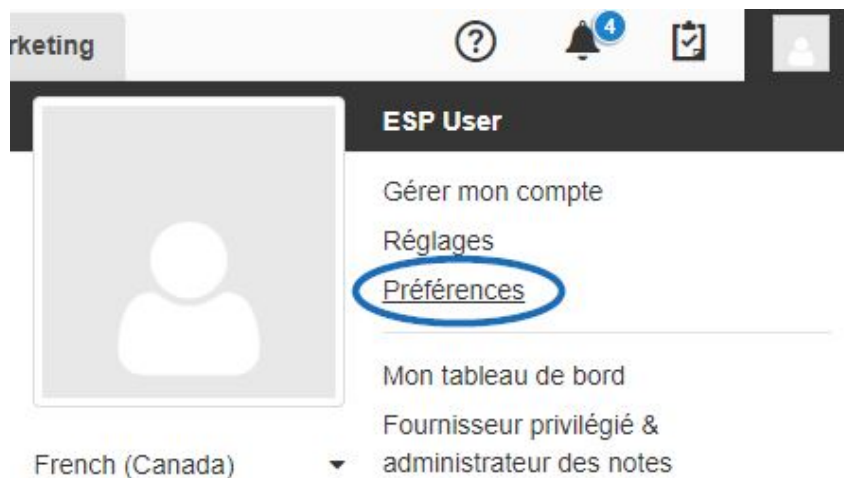 rketing
4
ESP User
Gérer mon compte
Réglages
Préférences
Mon tableau de bord
Fournisseur privilégié &
administrateur des notes
French (Canada)